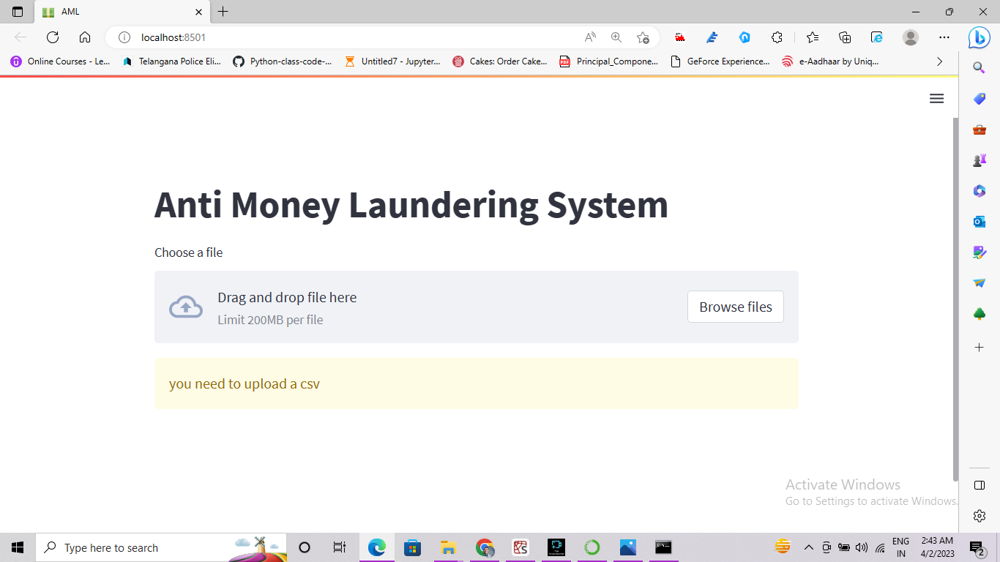 AML
localhost:8501
Online Courses - Le...
Telangana Police Eli...
Python-class-code-...
Untitled7 - Jupyter...
Cakes: Order Cake...
Principal_Compone...
GeForce Experience...
e-Aadhaar by Uniq...
Anti Money Laundering System
Choose a file
Drag and drop file here
Limit 200MB per file
Browse files
you need to upload a csv
Activate Windows
Go to Settings to activate Windows.
Type here to search
ENG
IN
2:43 AM
4/2/2023
2